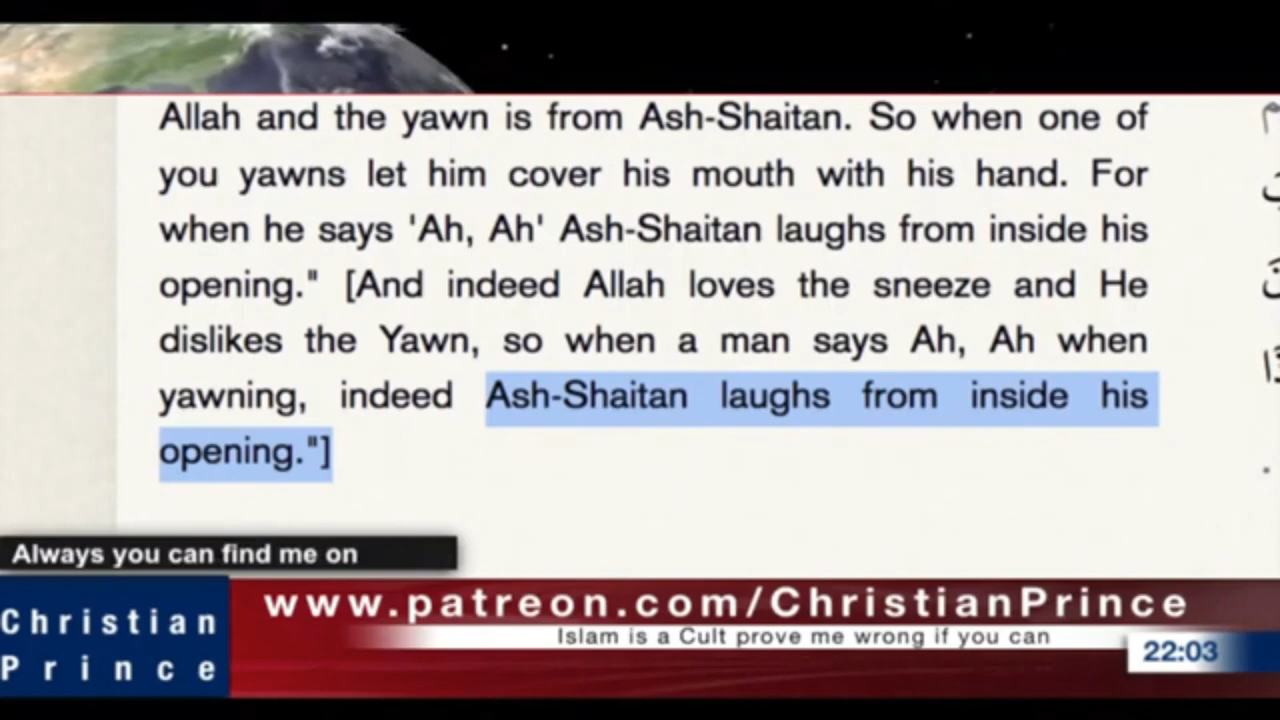 Allah and the yawn is from Ash-Shaitan. So when one of
you yawns let him cover his mouth with his hand. For
when he says 'Ah, Ah' Ash-Shaitan laughs from inside his
opening." [And indeed Allah loves the sneeze and He
dislikes the Yawn, so when a man says Ah, Ah when
yawning, indeed Ash-Shaitan laughs from inside his
opening."]
Always you can find me on
Christian
Prince
www.patreon.com/ChristianPrince
Islam is a Cult prove me wrong if you can
22:03